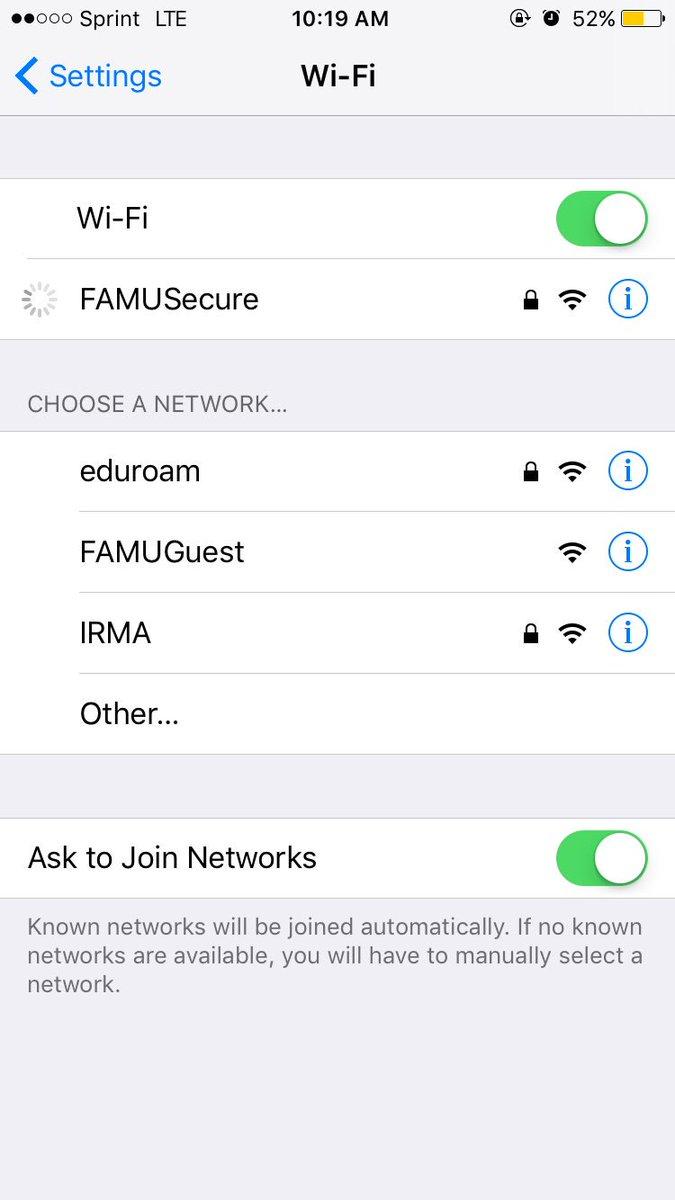 Sprint LTE 10:19 AM 52%
Settings Wi-Fi
Wi-Fi
FAMUSecure
CHOOSE A NETWORK...
eduroam
FAMUGuest
IRMA
Other...
Ask to Join Networks
Known networks will be joined automatically. If no known
networks are available, you will have to manually select a
network.